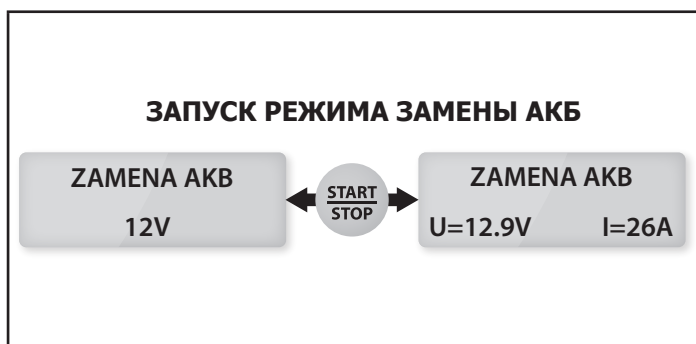 ЗАПУСК РЕЖИМА ЗАМЕНЫ АКБ
ZAMENA AKB
12V
START
STOP
ZAMENA AKB
U=12.9V I=26A